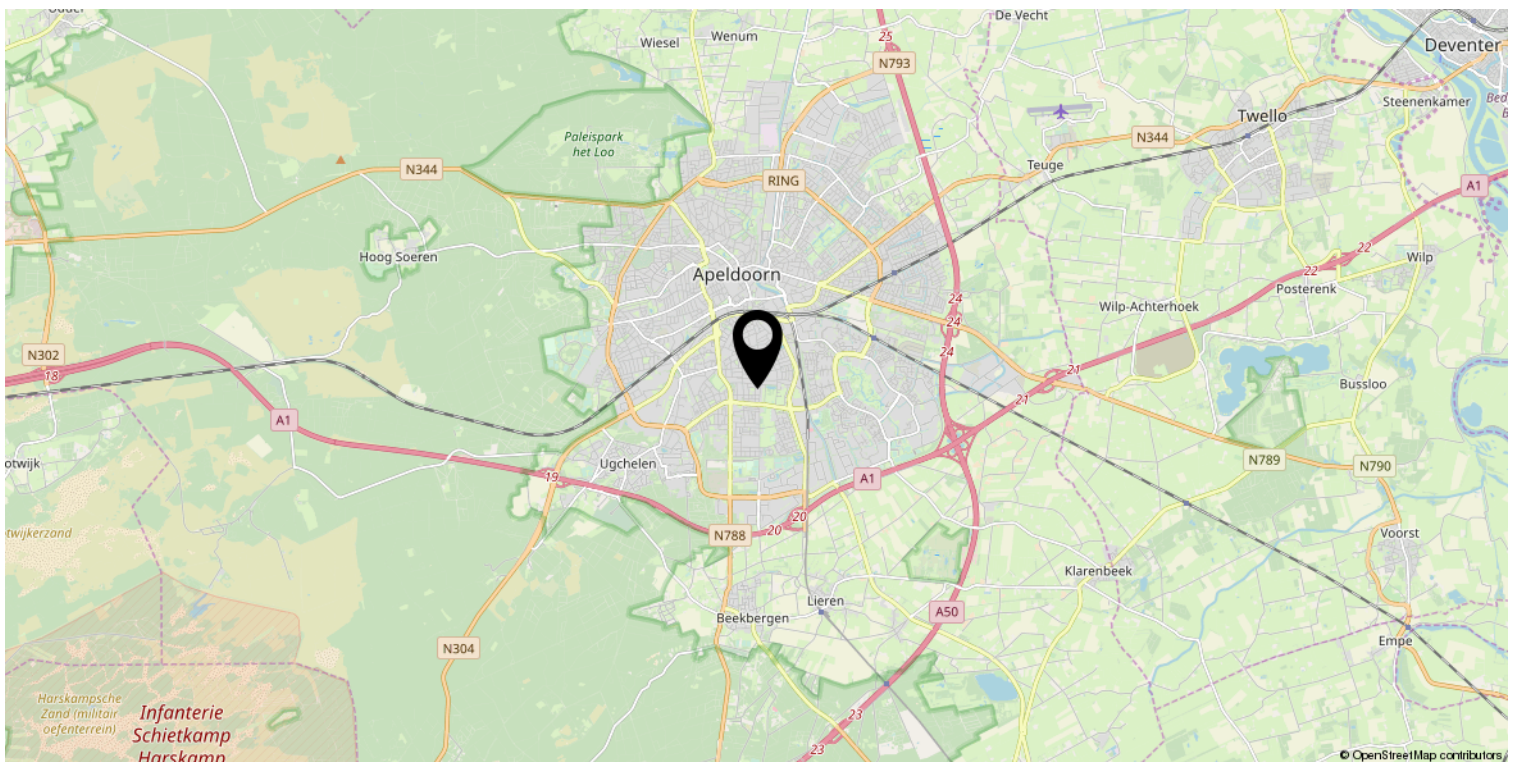 De Vecht
Wiesel
Wenum
25
N793
Deventer
Steenenkamer
Twello
Paleispark
het Loo
N344
Teuge
N344
RING
A1
Hoog Soeren
Apeldoorn
22
22
Wilp
Posterenk
24
Wilp-Achterhoek
24
24
N302
18
21
21
Bussloo
A1
Ugchelen
19
A1
N789
N790
20
20
N788
Voorst
Klarenbeek
Lieren
Beekbergen
A50
Empe
N304
Harskampsche
Zand (militair
oefenterrein)
Infanterie
Schietkamp
Harskamp
23
23
© OpenStreetMap contributors